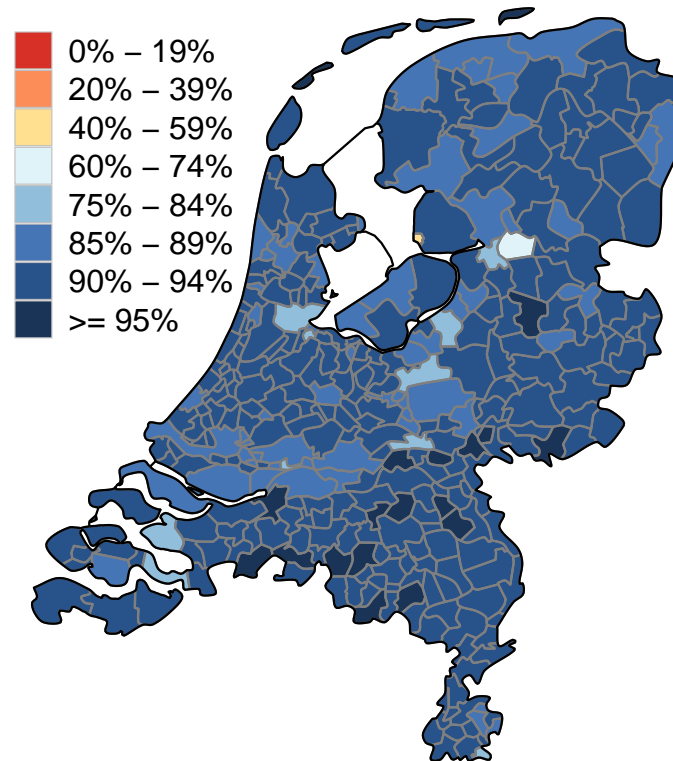 0% – 19%
20% – 39%
40% – 59%
60% – 74%
75% – 84%
85% – 89%
90% – 94%
>= 95%